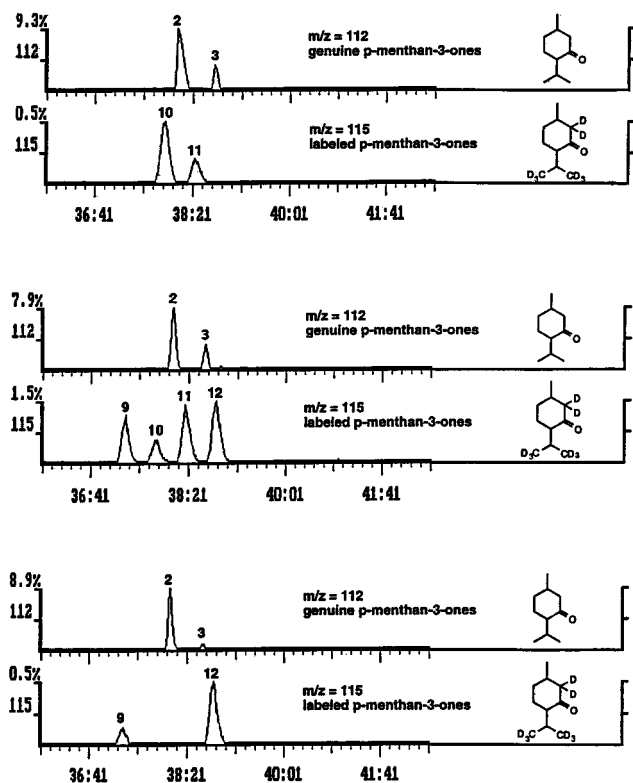 9.3%
112
2
3
m/z = 112
genuine p-menthan-3-ones
O
0.5%
115
10
11
m/z = 115
labeled p-menthan-3-ones
D
D
O
D₃C
CD₃
36:41
38:21
40:01
41:41
7.9%
112
2
3
m/z = 112
genuine p-menthan-3-ones
O
1.5%
115
9
10
11
12
m/z = 115
labeled p-menthan-3-ones
D
D
O
D₃C
CD₃
36:41
38:21
40:01
41:41
8.9%
112
2
3
m/z = 112
genuine p-menthan-3-ones
O
0.5%
115
9
12
m/z = 115
labeled p-menthan-3-ones
D
D
O
D₃C
CD₃
36:41
38:21
40:01
41:41